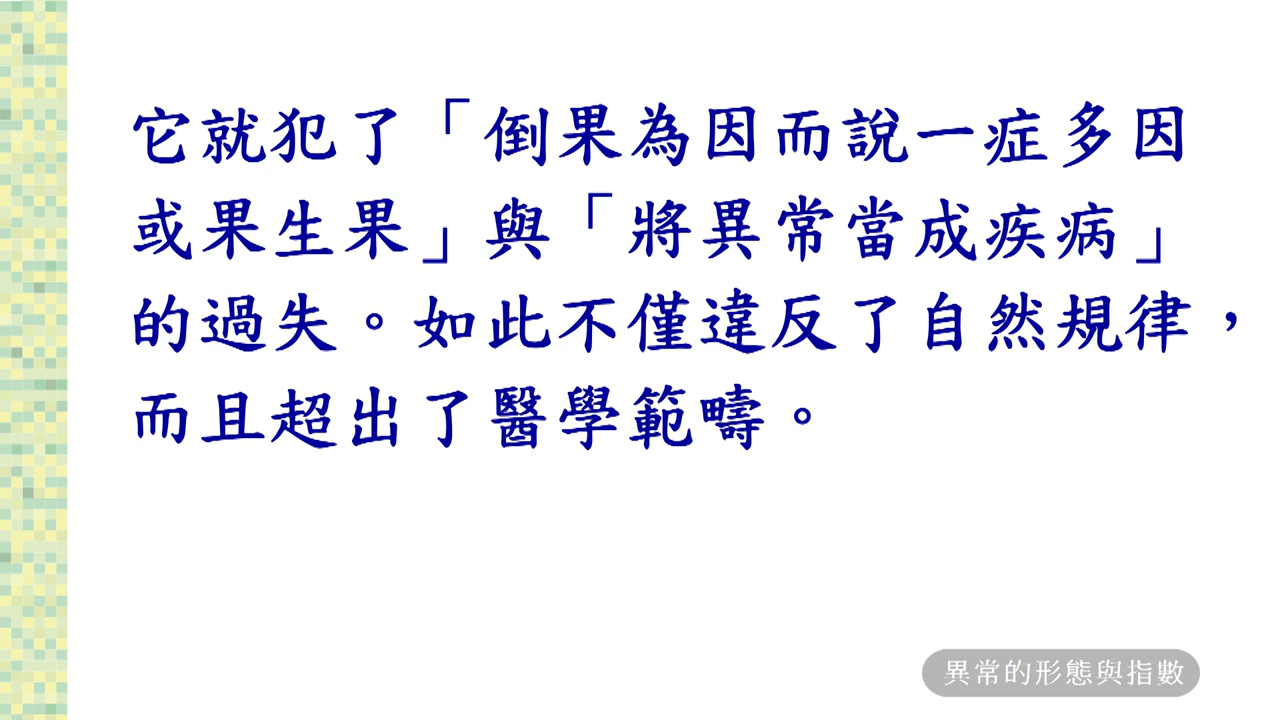 它就犯了「倒果為因而說一症多因
或果生果」與「將異常當成疾病」
的過失。如此不僅違反了自然規律，
而且超出了醫學範疇。
異常的形態與指數